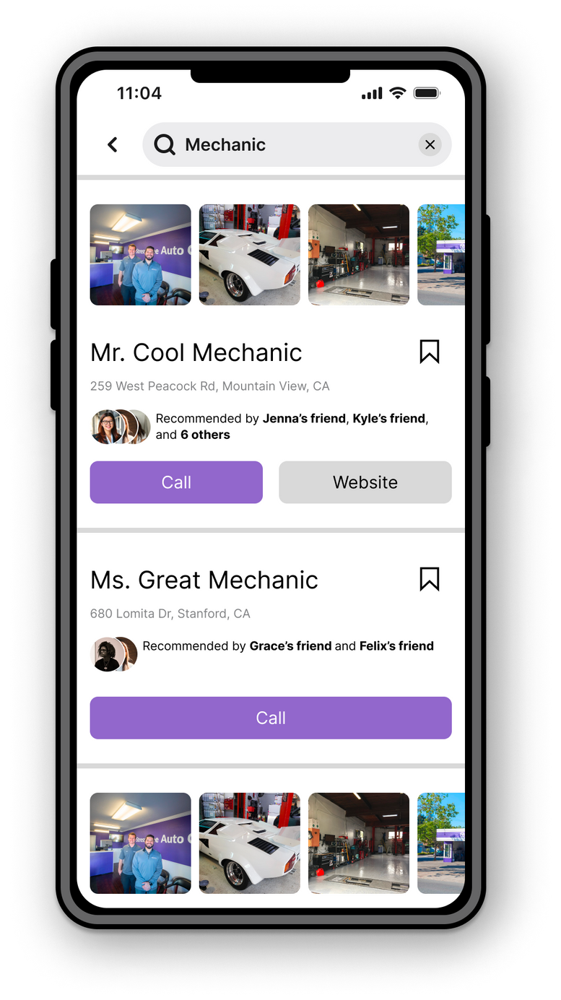 11:04
Mechanic
Auto
Mr. Cool Mechanic
259 West Peacock Rd, Mountain View, CA
Recommended by Jenna’s friend, Kyle’s friend,
and 6 others
Call
Website
Ms. Great Mechanic
680 Lomita Dr, Stanford, CA
Recommended by Grace’s friend and Felix’s friend
Call
Auto